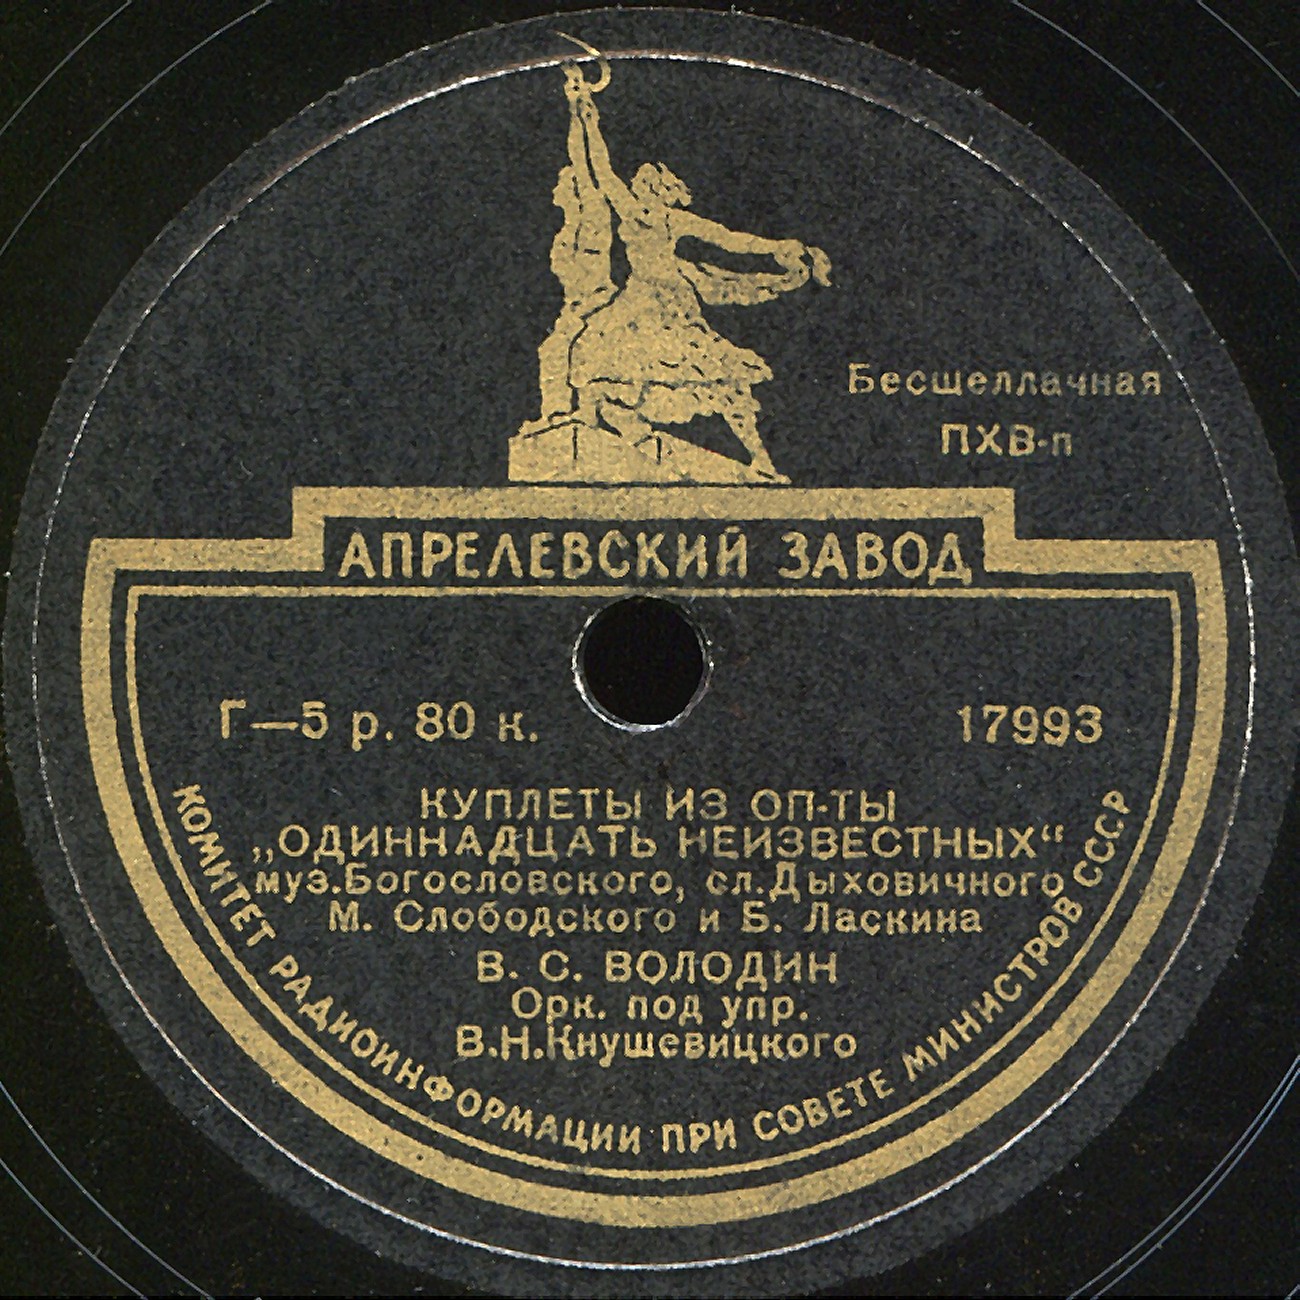 Бесшеллачная
ПХВ-п
АПРЕЛЕВСКИЙ ЗАВОД
Г—5 р. 80 к.
17993
КУПЛЕТЫ ИЗ ОП-ТЫ
„ОДИННАДЦАТЬ НЕИЗВЕСТНЫХ“
муз.Богословского, сл.Дыховичного
М. Слободского и Б. Ласкина
В. С. ВОЛОДИН
Орк. под упр.
В.Н.Кнушевицкого
КОМИТЕТ РАДИОИНФОРМАЦИИ ПРИ СОВЕТЕ МИНИСТРОВ СССР